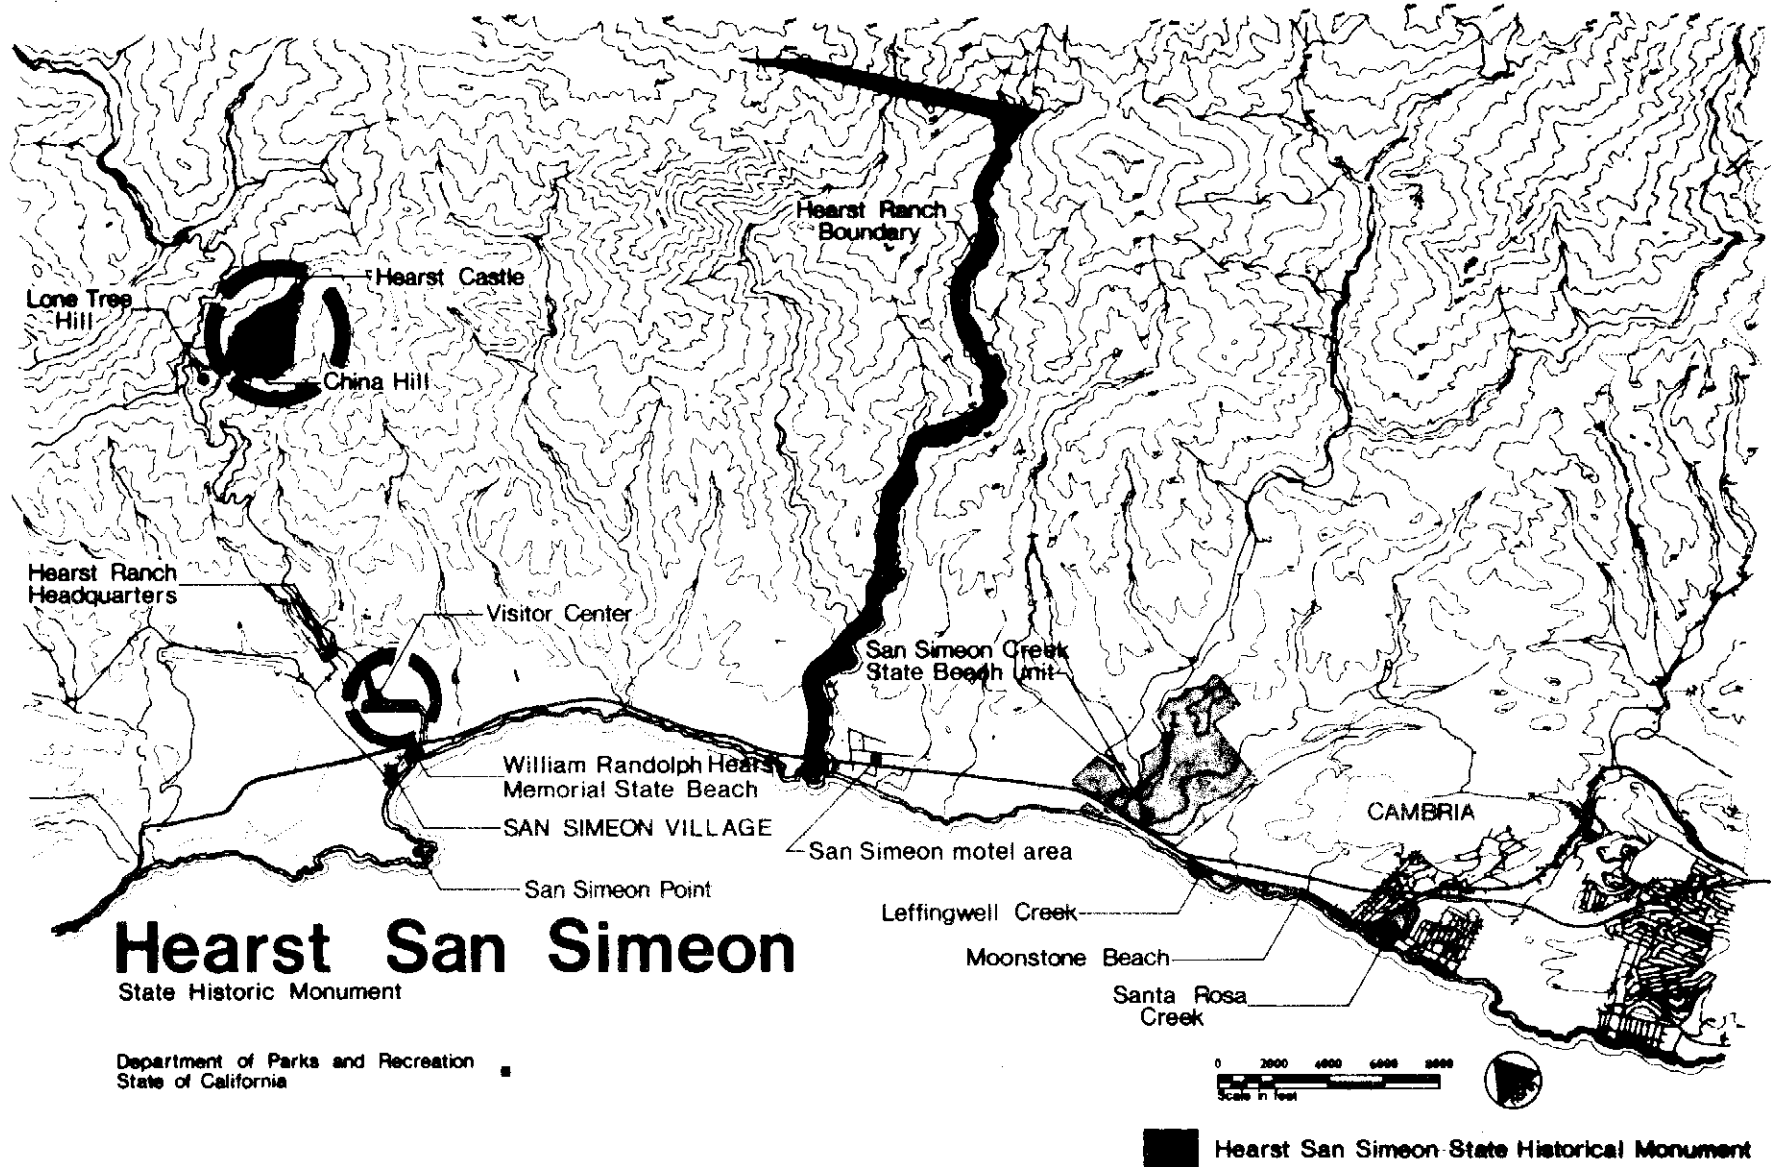 Hearst Ranch
Boundary
Hearst Castle
Lone Tree
Hill
China Hill
Hearst Ranch
Headquarters
Visitor Center
San Simeon Creek
State Beach Unit
William Randolph Hearst
Memorial State Beach
SAN SIMEON VILLAGE
CAMBRIA
San Simeon motel area
San Simeon Point
Leffingwell Creek
Moonstone Beach
Santa Rosa
Creek
Hearst San Simeon
State Historic Monument
Department of Parks and Recreation
State of California
0 2000 4000 6000 8000
Scale in feet
Hearst San Simeon State Historical Monument